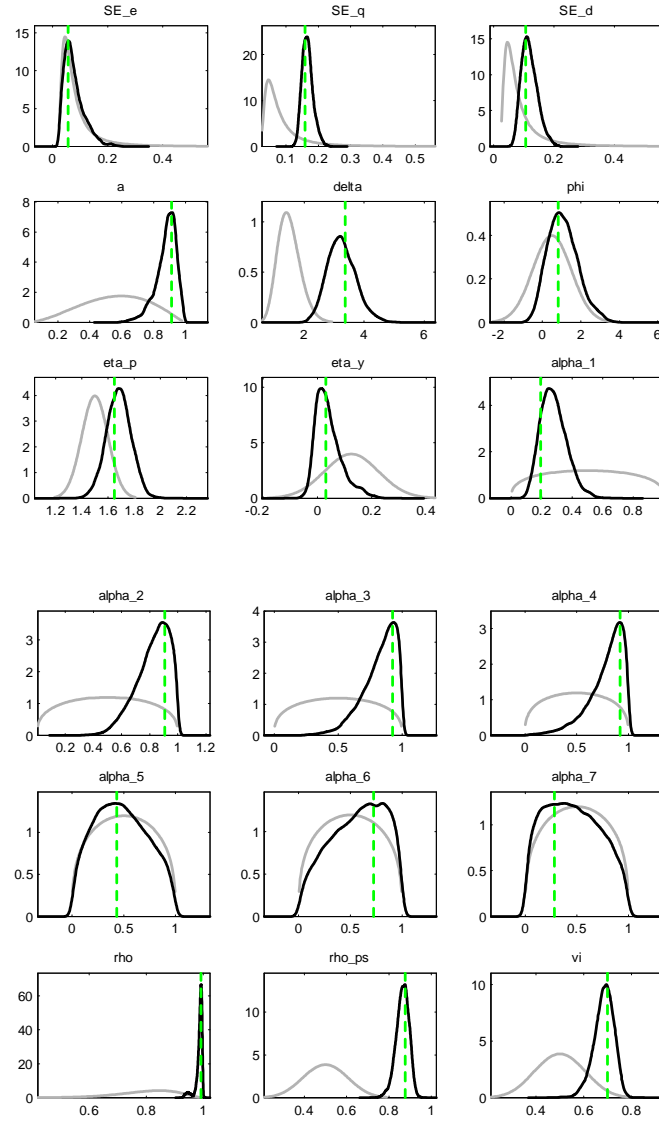 SE_e SE_q SE_d
15 10 5 0
0 0.2 0.4
20 10 0
0.1 0.2 0.3 0.4 0.5
15 10 5 0
0 0.2 0.4
a delta phi
8 6 4 2 0
0.2 0.4 0.6 0.8 1
1 0.5 0
2 4 6
0.4 0.2 0
-2 0 2 4 6
eta_p eta_y alpha_1
4 3 2 1 0
1.2 1.4 1.6 1.8 2 2.2
10 5 0
-0.2 0 0.2 0.4
4 2 0
0 0.2 0.4 0.6 0.8
alpha_2 alpha_3 alpha_4
3 2 1 0
0.2 0.4 0.6 0.8 1 1.2
4 3 2 1 0
0 0.5 1
3 2 1 0
0 0.5 1
alpha_5 alpha_6 alpha_7
1 0.5 0
0 0.5 1
1 0.5 0
0 0.5 1
1 0.5 0
0 0.5 1
rho rho_ps vi
60 40 20 0
0.6 0.8 1
10 5 0
0.4 0.6 0.8 1
10 5 0
0.4 0.6 0.8